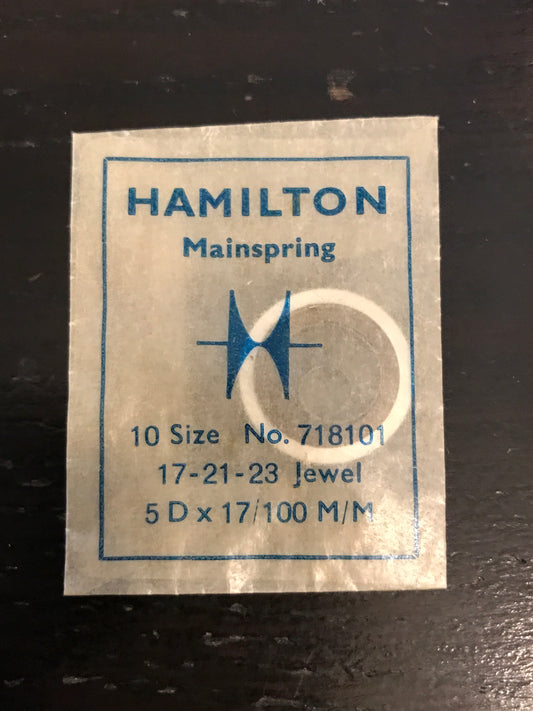 HAMILTON
Mainspring
10 Size No. 718101
17-21-23 Jewel
5 D x 17/100 M/M